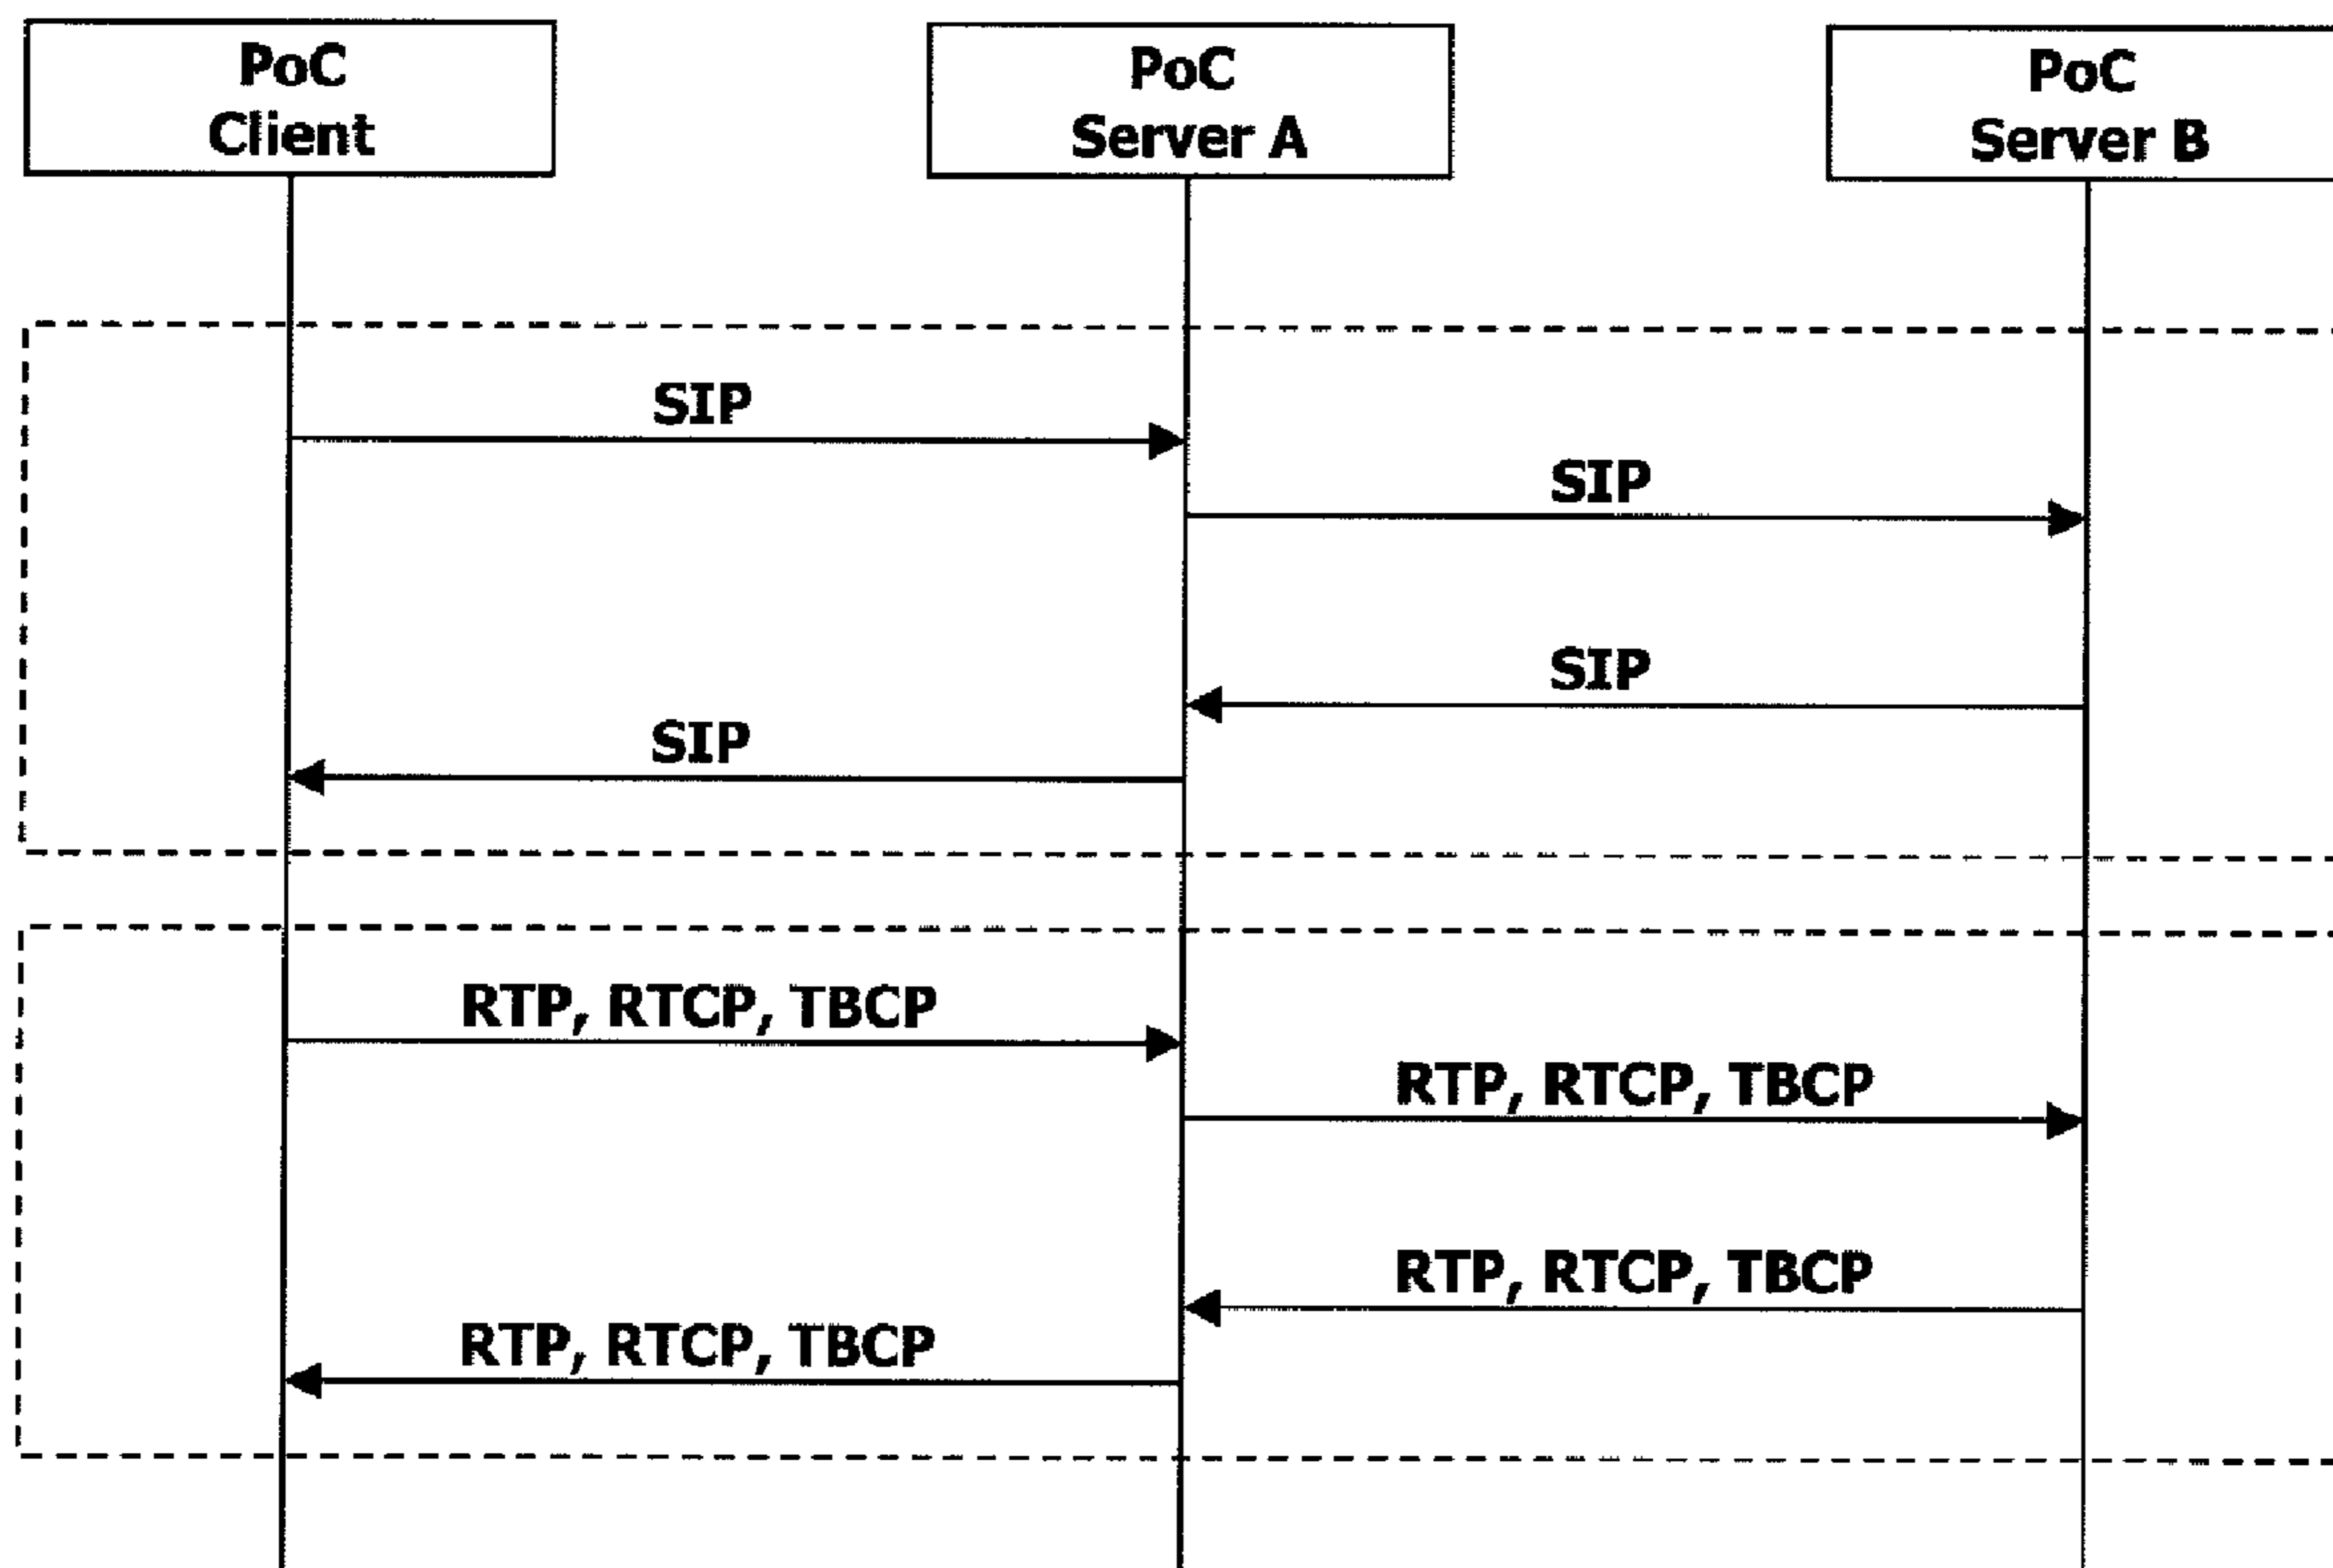 PoC
Client
PoC
Server A
PoC
Server B
SIP
SIP
SIP
SIP
RTP, RTCP, TBCP
RTP, RTCP, TBCP
RTP, RTCP, TBCP
RTP, RTCP, TBCP